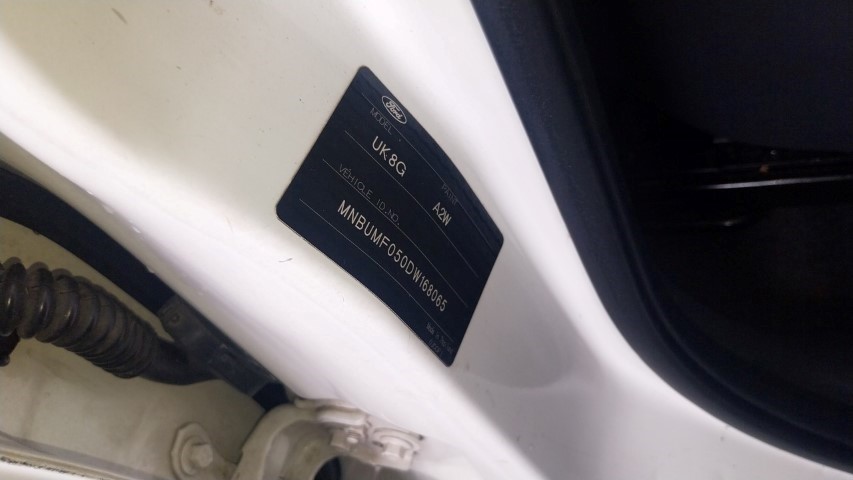 Ford
MODEL
UK8G
PAINT
A2W
VEHICLE ID.NO.
MNBUMF050DW168065